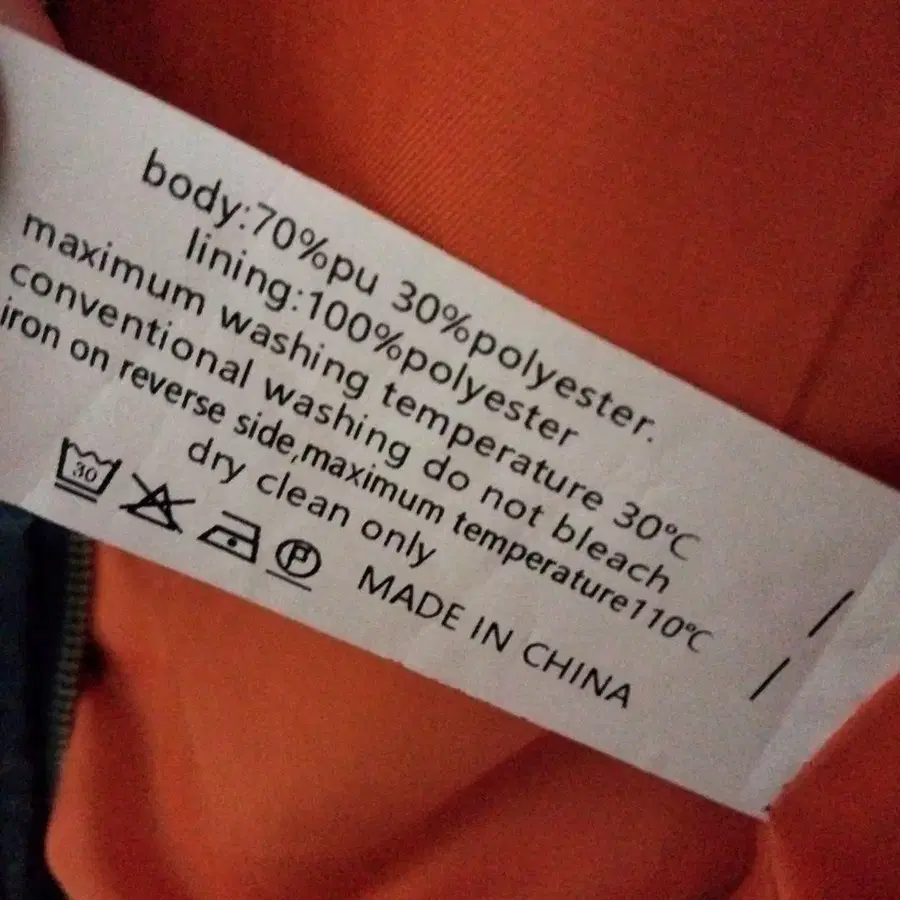 body:70%pu 30%polyester.
lining:100%polyester
maximum washing temperature 30℃
conventional washing do not bleach
iron on reverse side,maximum temperature110℃
dry clean only
30
P
MADE IN CHINA